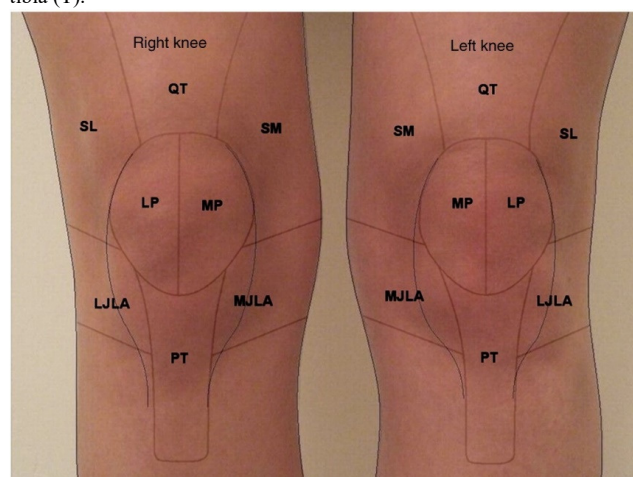 tibia (T).
Right knee
Left knee
QT
QT
SL
SM
SM
SL
LP
MP
MP
LP
LJLA
MJLA
MJLA
LJLA
PT
PT